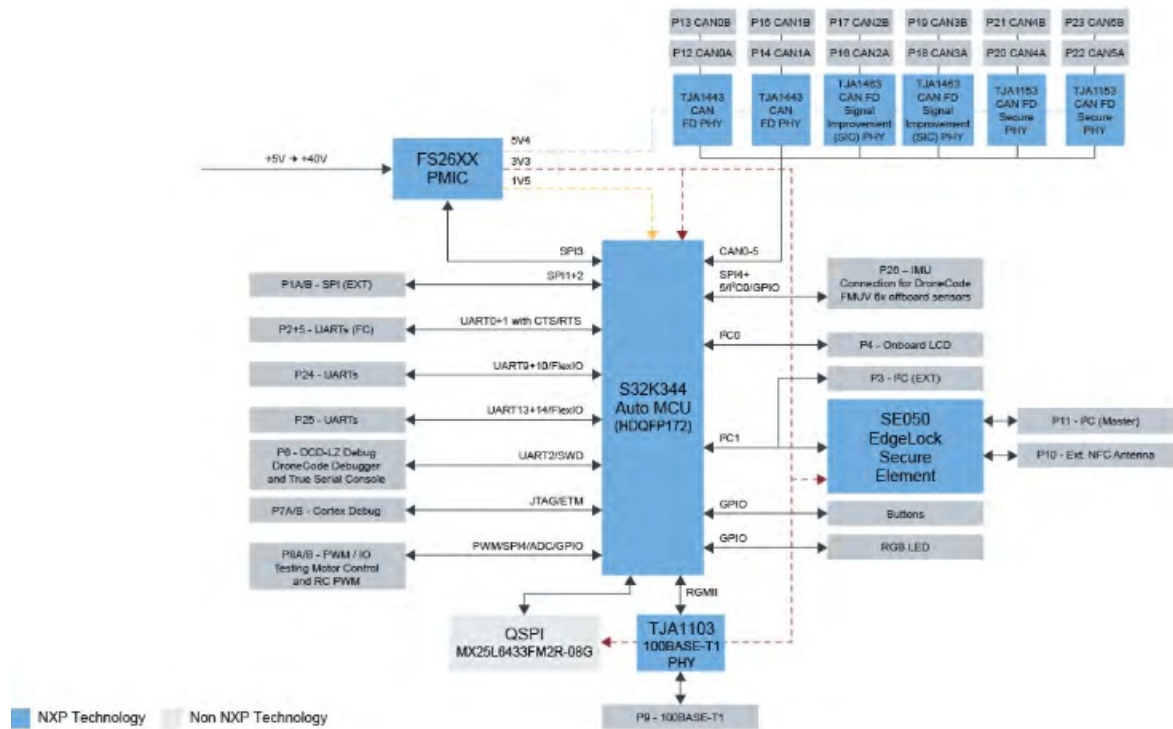 P13 CAN0B
P15 CAN1B
P17 CAN2B
P19 CAN3B
P21 CAN4B
P23 CAN5B
P12 CAN0A
P14 CAN1A
P16 CAN2A
P18 CAN3A
P20 CAN4A
P22 CAN5A
TJA1443
CAN
FD PHY
TJA1443
CAN
FD PHY
TJA1463
CAN FD
Signal
Improvement
(SIC) PHY
TJA1463
CAN FD
Signal
Improvement
(SIC) PHY
TJA1153
CAN FD
Secure
PHY
TJA1153
CAN FD
Secure
PHY
+5V → +40V
FS26XX
PMIC
5V4
3V3
1V5
SPI3
CAN0-5
P1A/B - SPI (EXT)
SPI1+2
SPI4+
5/I²C0/GPIO
P26 – IMU
Connection for DroneCode
FMUV 6x offboard sensors
P2+5 - UARTs (FC)
UART0+1 with CTS/RTS
I²C0
P4 - Onboard LCD
P24 - UARTs
UART9+10/FlexIO
S32K344
Auto MCU
(HDQFP172)
P3 - I²C (EXT)
P25 - UARTs
UART13+14/FlexIO
I²C1
SE050
EdgeLock
Secure
Element
P11 - I²C (Master)
P10 - Ext. NFC Antenna
P6 - DCD-LZ Debug
DroneCode Debugger
and True Serial Console
UART2/SWD
P7A/B - Cortex Debug
JTAG/ETM
GPIO
Buttons
P8A/B - PWM / IO
Testing Motor Control
and RC PWM
PWM/SPI4/ADC/GPIO
GPIO
RGB LED
RGMII
QSPI
MX25L6433FM2R-08G
TJA1103
100BASE-T1
PHY
P9 - 100BASE-T1
NXP Technology
Non NXP Technology